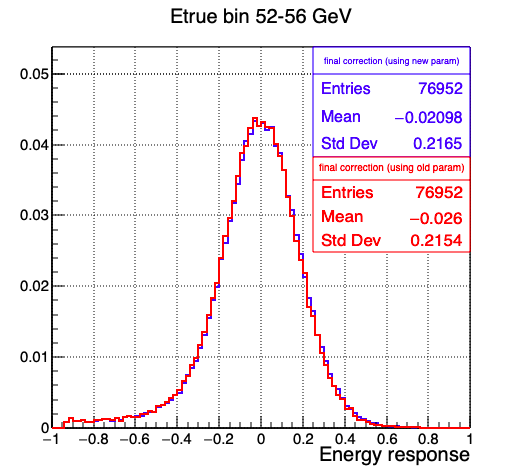 Etrue bin 52-56 GeV
final correction (using new param)
Entries 76952
Mean −0.02098
Std Dev 0.2165
final correction (using old param)
Entries 76952
Mean −0.026
Std Dev 0.2154
0.05
0.04
0.03
0.02
0.01
0
−1 −0.8 −0.6 −0.4 −0.2 0 0.2 0.4 0.6 0.8 1
Energy response